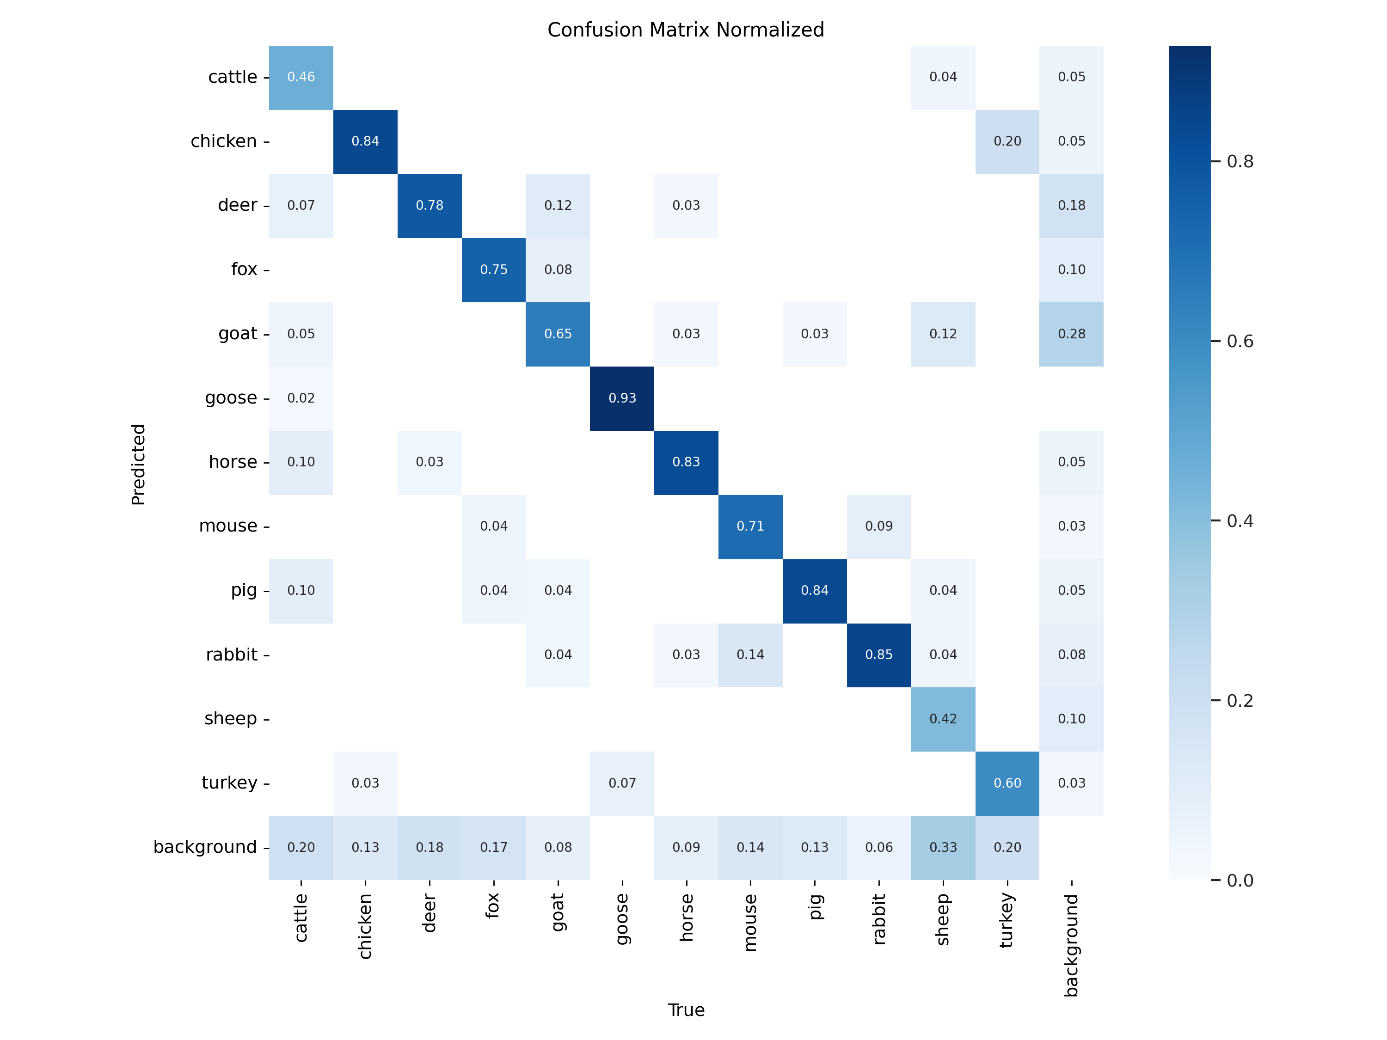 Confusion Matrix Normalized
cattle 0.46 0.04 0.05
chicken 0.84 0.20 0.05
deer 0.07 0.78 0.12 0.03 0.18
fox 0.75 0.08 0.10
goat 0.05 0.65 0.03 0.03 0.12 0.28
goose 0.02 0.93
horse 0.10 0.03 0.83 0.05
mouse 0.04 0.71 0.09 0.03
pig 0.10 0.04 0.04 0.84 0.04 0.05
rabbit 0.04 0.03 0.14 0.85 0.04 0.08
sheep 0.42 0.10
turkey 0.03 0.07 0.60 0.03
background 0.20 0.13 0.18 0.17 0.08 0.09 0.14 0.13 0.06 0.33 0.20
Predicted
cattle chicken deer fox goat goose horse mouse pig rabbit sheep turkey background
True
0.8
0.6
0.4
0.2
0.0